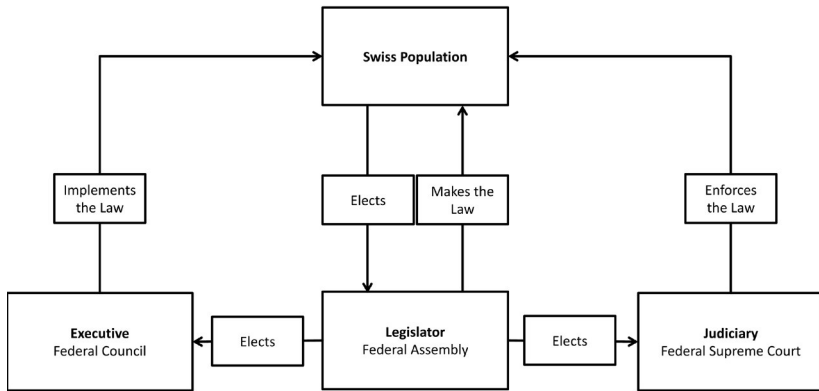 Swiss Population
Implements
the Law
Elects
Makes the
Law
Enforces
the Law
Executive
Federal Council
Elects
Legislator
Federal Assembly
Elects
Judiciary
Federal Supreme Court